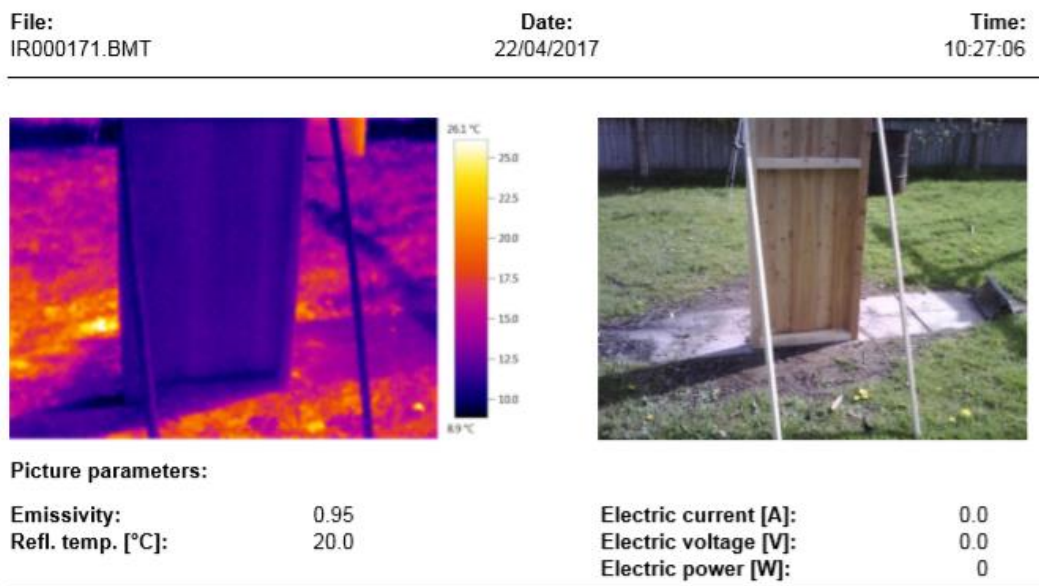 File: Date: Time:
IR000171.BMT 22/04/2017 10:27:06
26.1 °C
25.0
22.5
20.0
17.5
15.0
12.5
10.0
8.9 °C
Picture parameters:
Emissivity: 0.95 Electric current [A]: 0.0
Refl. temp. [°C]: 20.0 Electric voltage [V]: 0.0
Electric power [W]: 0